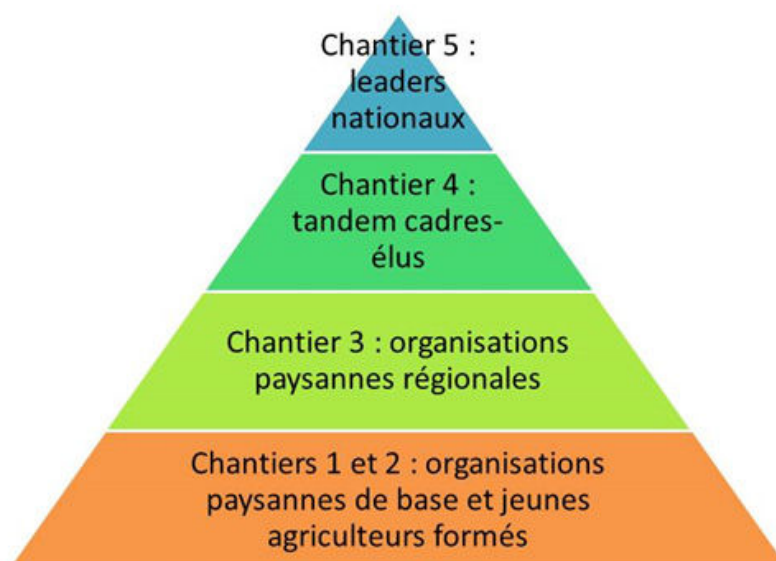 Chantier 5 :
leaders
nationaux
Chantier 4 :
tandem cadres-
élus
Chantier 3 : organisations
paysannes régionales
Chantiers 1 et 2 : organisations
paysannes de base et jeunes
agriculteurs formés